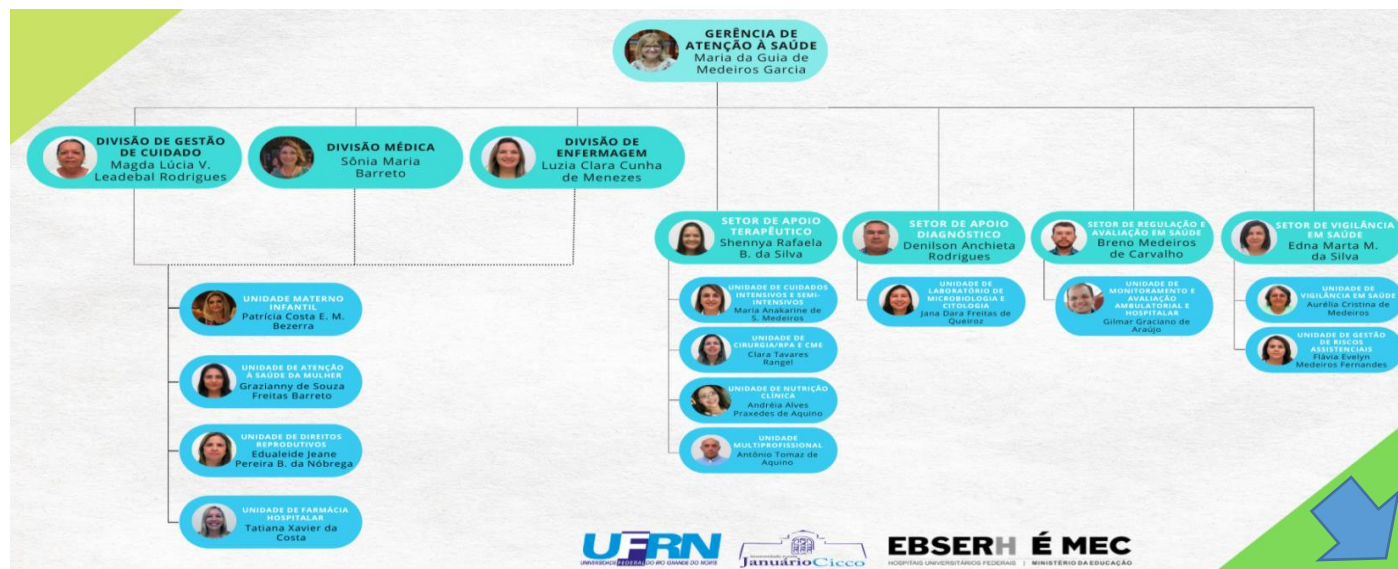 GERÊNCIA DE
ATENÇÃO À SAÚDE
Maria da Guia de
Medeiros Garcia
DIVISÃO DE GESTÃO
DE CUIDADO
Magda Lúcia V.
Leadebal Rodrigues
DIVISÃO MÉDICA
Sônia Maria
Barreto
DIVISÃO DE
ENFERMAGEM
Luzia Clara Cunha
de Menezes
UNIDADE MATERNO
INFANTIL
Patrícia Costa E. M.
Bezerra
UNIDADE DE ATENÇÃO
À SAÚDE DA MULHER
Grazianny de Souza
Freitas Barreto
UNIDADE DE DIREITOS
REPRODUTIVOS
Edualeide Jeane
Pereira B. da Nóbrega
UNIDADE DE FARMÁCIA
HOSPITALAR
Tatiana Xavier da
Costa
SETOR DE APOIO
TERAPÊUTICO
Shennya Rafaela
B. da Silva
UNIDADE DE CUIDADOS
INTENSIVOS E SEMI-
INTENSIVOS
Maria Anakarine de
S. Medeiros
UNIDADE DE
CIRURGIA/RPA E CME
Clara Tavares
Rangel
UNIDADE DE NUTRIÇÃO
CLÍNICA
Andréia Alves
Praxedes de Aquino
UNIDADE
MULTIPROFISSIONAL
Antônio Tomaz de
Aquino
SETOR DE APOIO
DIAGNÓSTICO
Denilson Anchieta
Rodrigues
UNIDADE DE
LABORATÓRIO DE
MICROBIOLOGIA E
CITOLOGIA
Jana Dara Freitas de
Queiroz
SETOR DE REGULAÇÃO E
AVALIAÇÃO EM SAÚDE
Breno Medeiros
de Carvalho
UNIDADE DE
MONITORAMENTO E
AVALIAÇÃO
AMBULATORIAL E
HOSPITALAR
Gilmar Graciano de
Araújo
SETOR DE VIGILÂNCIA
EM SAÚDE
Edna Marta M.
da Silva
UNIDADE DE
VIGILÂNCIA EM SAÚDE
Aurélia Cristina de
Medeiros
UNIDADE DE GESTÃO
DE RISCOS
ASSISTENCIAIS
Flávia Evelyn
Medeiros Fernandes
UFRN
UNIVERSIDADE FEDERAL DO RIO GRANDE DO NORTE
Januário Cicco
EBSERH É MEC
HOSPITAIS UNIVERSITÁRIOS FEDERAIS | MINISTÉRIO DA EDUCAÇÃO